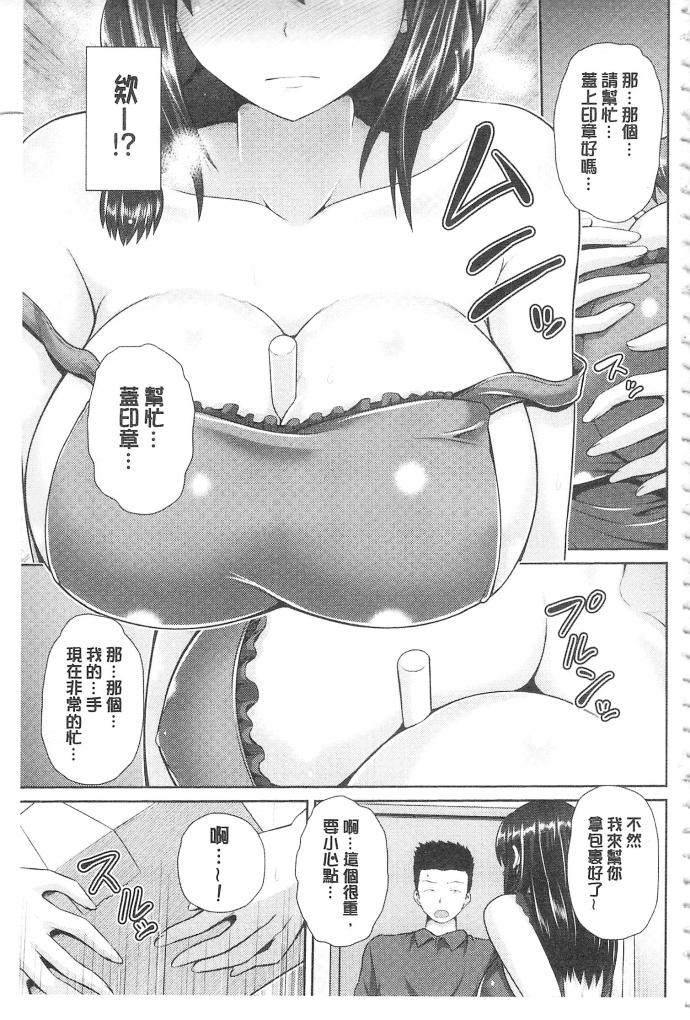 那…那個…
請幫忙
蓋上印章好嗎…
欸ー!?
ムニッ
スッ
幫忙…
蓋印章…
プルンッ
那…那個…
我的…手
現在非常的忙…
不然
我來幫你
拿包裹好了~
啊…這個很重，
要小心點…
啊
…~!
スルッ